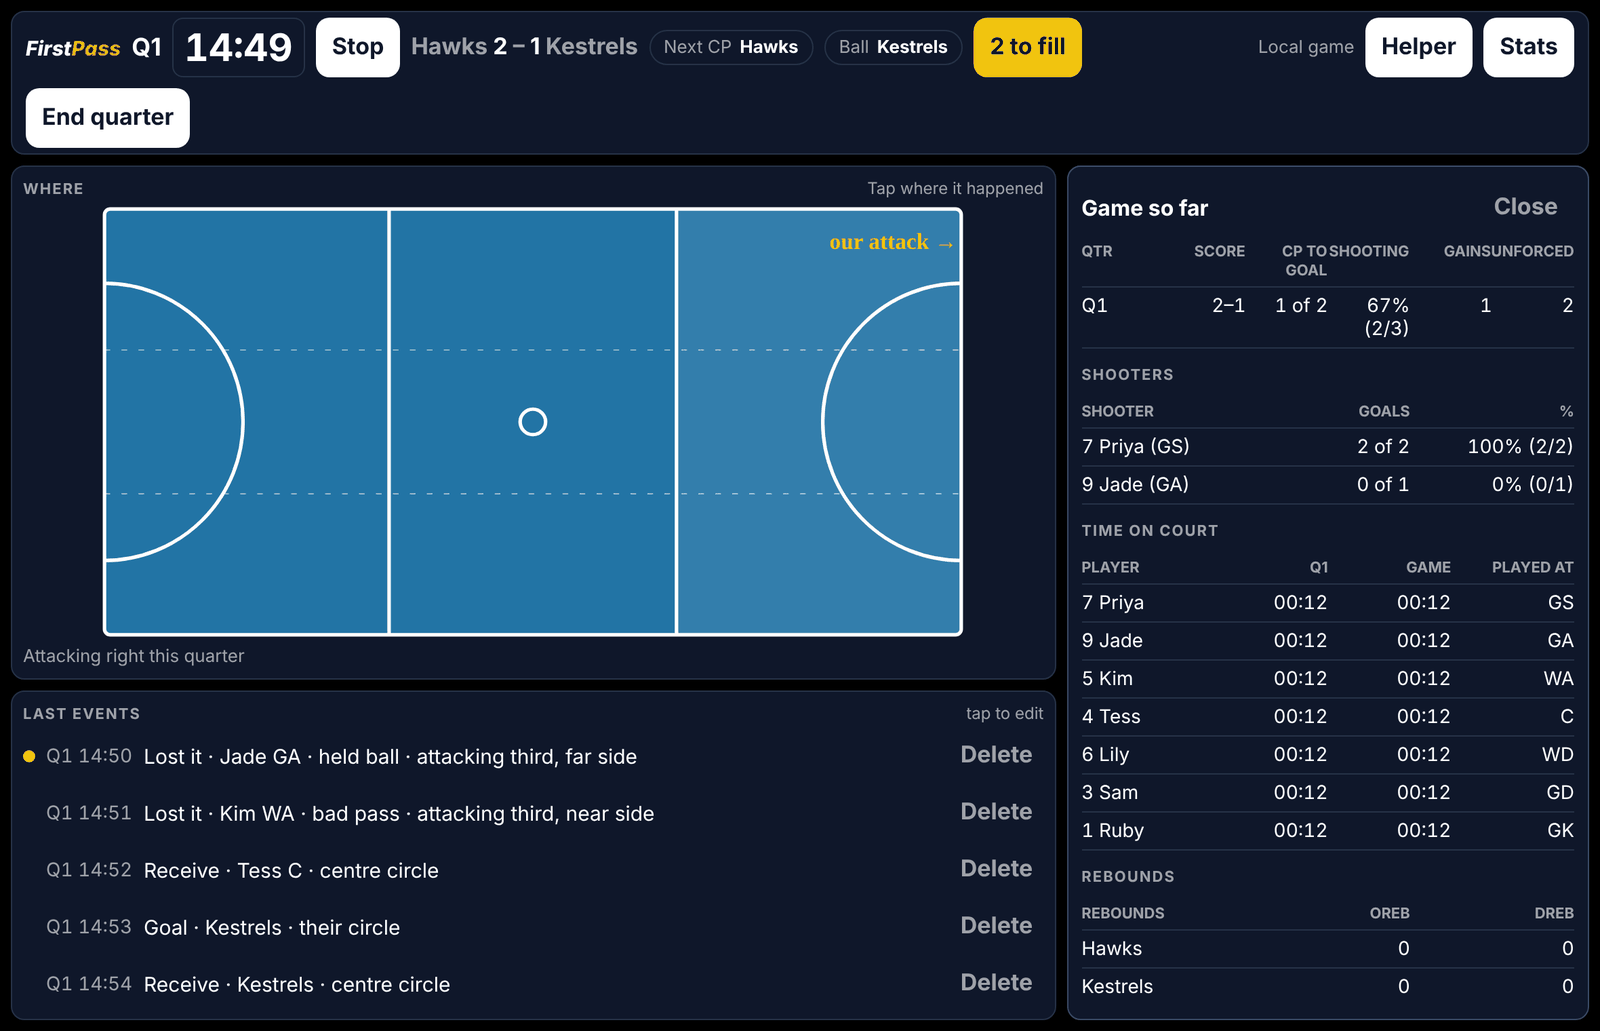 FirstPass Q1 14:49 Stop Hawks 2 – 1 Kestrels Next CP Hawks Ball Kestrels 2 to fill Local game Helper Stats
End quarter
WHERE Tap where it happened
our attack →
Attacking right this quarter
LAST EVENTS tap to edit
Q1 14:50 Lost it · Jade GA · held ball · attacking third, far side Delete
Q1 14:51 Lost it · Kim WA · bad pass · attacking third, near side Delete
Q1 14:52 Receive · Tess C · centre circle Delete
Q1 14:53 Goal · Kestrels · their circle Delete
Q1 14:54 Receive · Kestrels · centre circle Delete
Game so far Close
QTR SCORE CP TO SHOOTING GAINS UNFORCED
GOAL
Q1 2–1 1 of 2 67% 1 2
(2/3)
SHOOTERS
SHOOTER GOALS %
7 Priya (GS) 2 of 2 100% (2/2)
9 Jade (GA) 0 of 1 0% (0/1)
TIME ON COURT
PLAYER Q1 GAME PLAYED AT
7 Priya 00:12 00:12 GS
9 Jade 00:12 00:12 GA
5 Kim 00:12 00:12 WA
4 Tess 00:12 00:12 C
6 Lily 00:12 00:12 WD
3 Sam 00:12 00:12 GD
1 Ruby 00:12 00:12 GK
REBOUNDS
REBOUNDS OREB DREB
Hawks 0 0
Kestrels 0 0